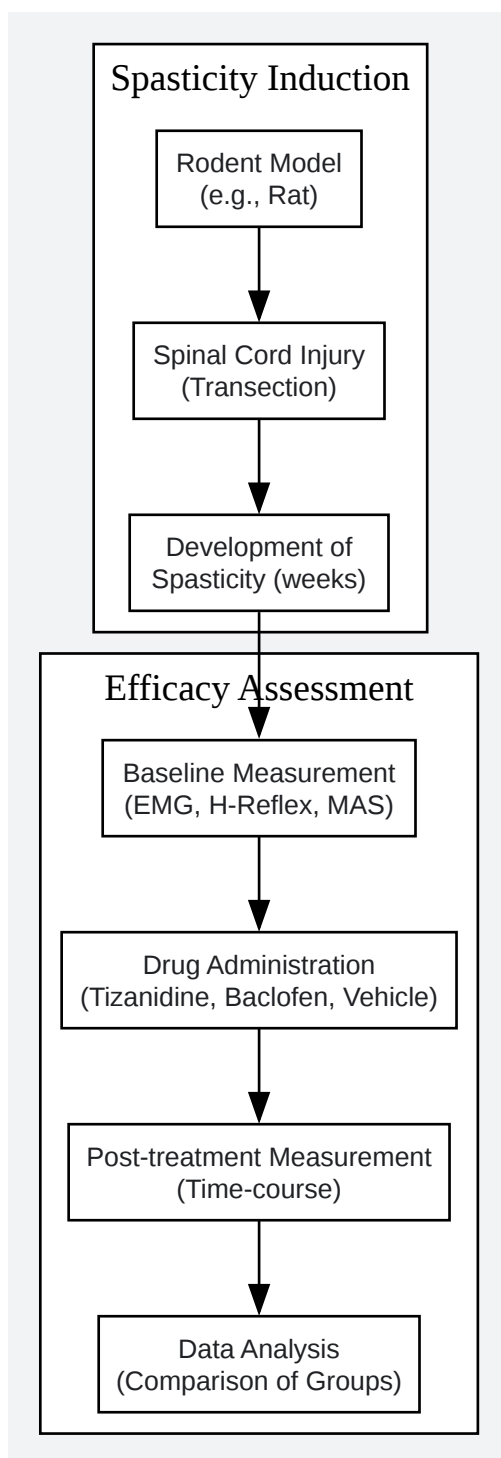 Spasticity Induction
Rodent Model
(e.g., Rat)
Spinal Cord Injury
(Transection)
Development of
Spasticity (weeks)
Efficacy Assessment
Baseline Measurement
(EMG, H-Reflex, MAS)
Drug Administration
(Tizanidine, Baclofen, Vehicle)
Post-treatment Measurement
(Time-course)
Data Analysis
(Comparison of Groups)